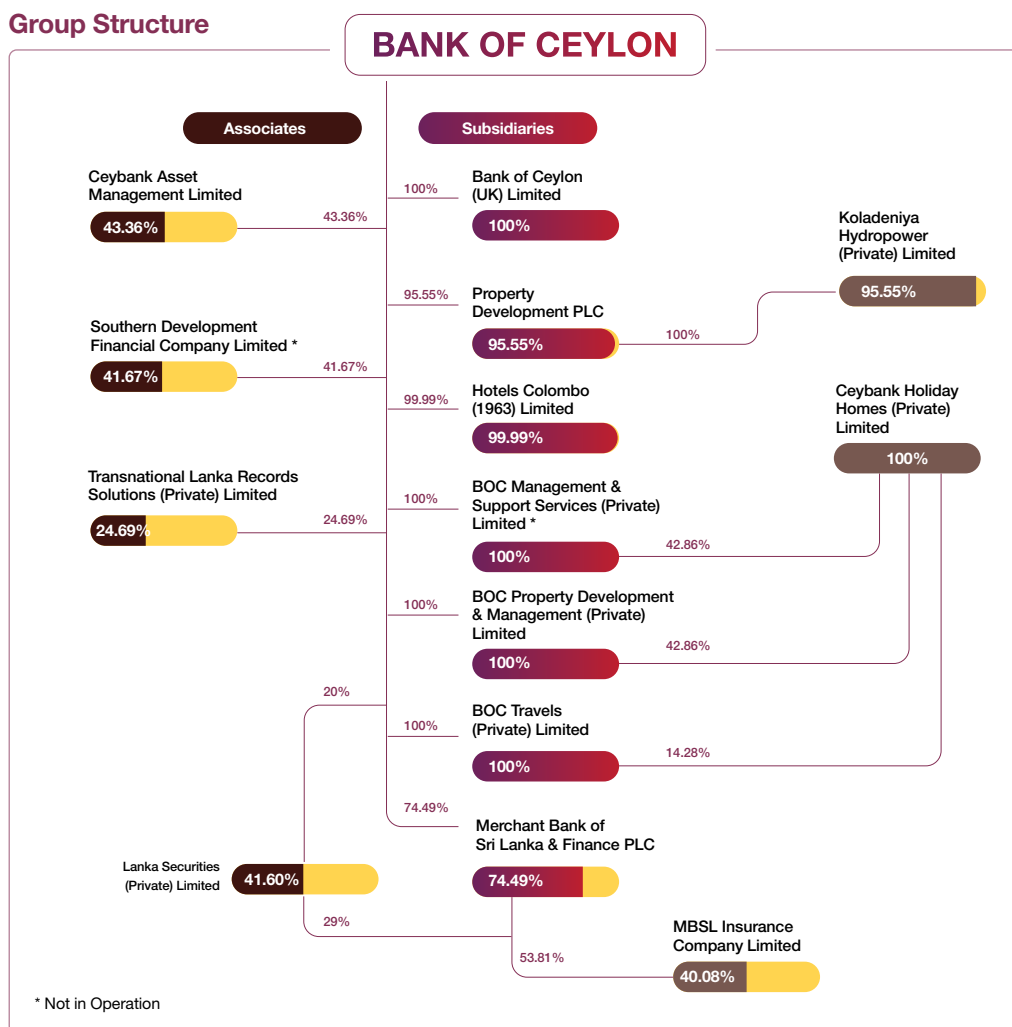 Group Structure
BANK OF CEYLON
Associates
Subsidiaries
Ceybank Asset
Management Limited
43.36%
43.36%
100%
Bank of Ceylon
(UK) Limited
100%
Koladeniya
Hydropower
(Private) Limited
95.55%
95.55%
Property
Development PLC
95.55%
100%
Southern Development
Financial Company Limited *
41.67%
41.67%
99.99%
Hotels Colombo
(1963) Limited
99.99%
Ceybank Holiday
Homes (Private)
Limited
100%
Transnational Lanka Records
Solutions (Private) Limited
24.69%
24.69%
100%
BOC Management &
Support Services (Private)
Limited *
100%
42.86%
100%
BOC Property Development
& Management (Private)
Limited
100%
42.86%
20%
100%
BOC Travels
(Private) Limited
100%
14.28%
74.49%
Merchant Bank of
Sri Lanka & Finance PLC
74.49%
Lanka Securities
(Private) Limited
41.60%
29%
53.81%
MBSL Insurance
Company Limited
40.08%
* Not in Operation